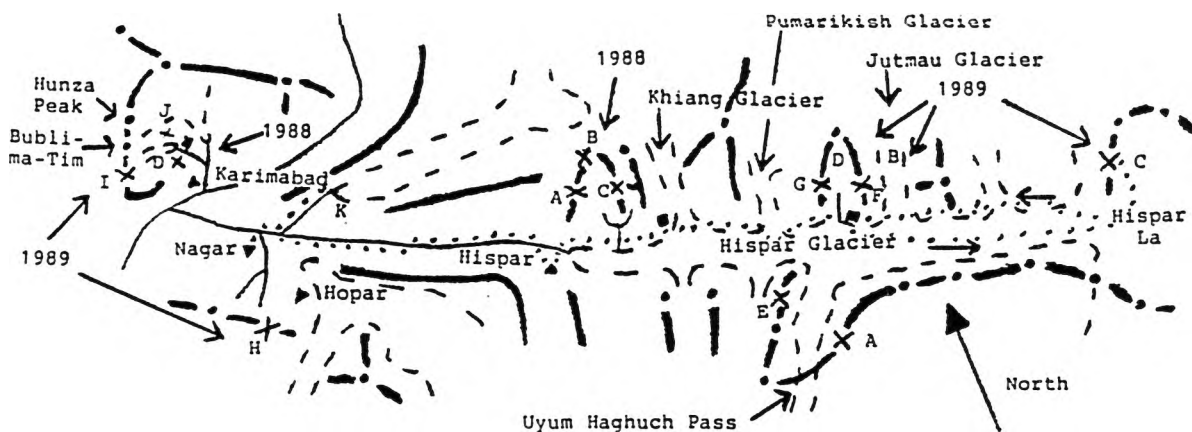 Pumarikish Glacier
1988
Jutmau Glacier
1989
Hunza
Peak
Khiang Glacier
J
1988
B
Bubli-
ma-Tim
D
D
B
C
I
Karimabad
A
C
G
F
K
Hispar
La
1989
Nagar
Hispar
Hispar Glacier
Hopar
E
H
A
North
Uyum Haghuch Pass